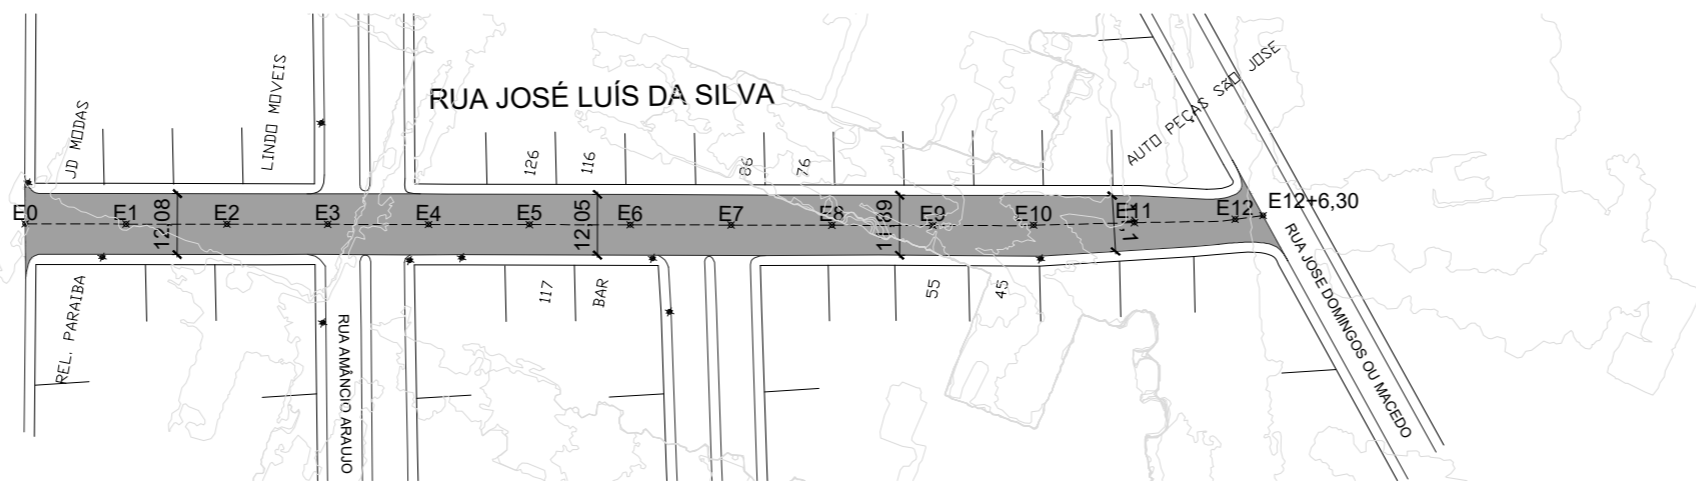 RUA JOSÉ LUÍS DA SILVA
JD MODAS
LINDO MOVEIS
126
116
86
76
AUTO PEÇAS SÃO JOSE
E0
E1
12,08
E2
E3
E4
E5
12,05
E6
E7
E8
E9
E10
E11
E12
E12+6,30
REL. PARAIBA
RUA AMÂNCIO ARAUJO
117
BAR
55
45
RUA JOSE DOMINGOS OU MACEDO